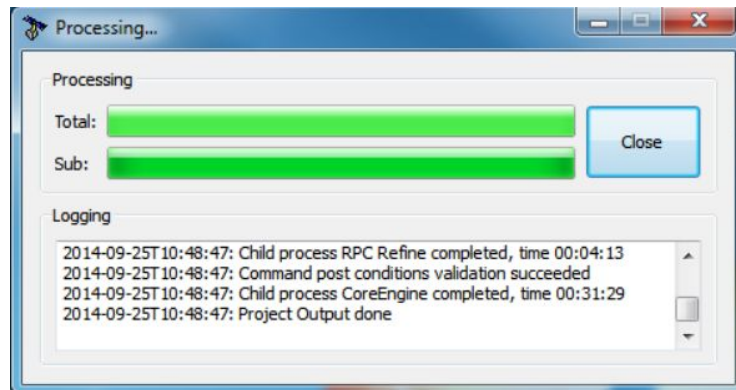 Processing...
Processing
Total:
Close
Sub:
Logging
2014-09-25T10:48:47: Child process RPC Refine completed, time 00:04:13
2014-09-25T10:48:47: Command post conditions validation succeeded
2014-09-25T10:48:47: Child process CoreEngine completed, time 00:31:29
2014-09-25T10:48:47: Project Output done